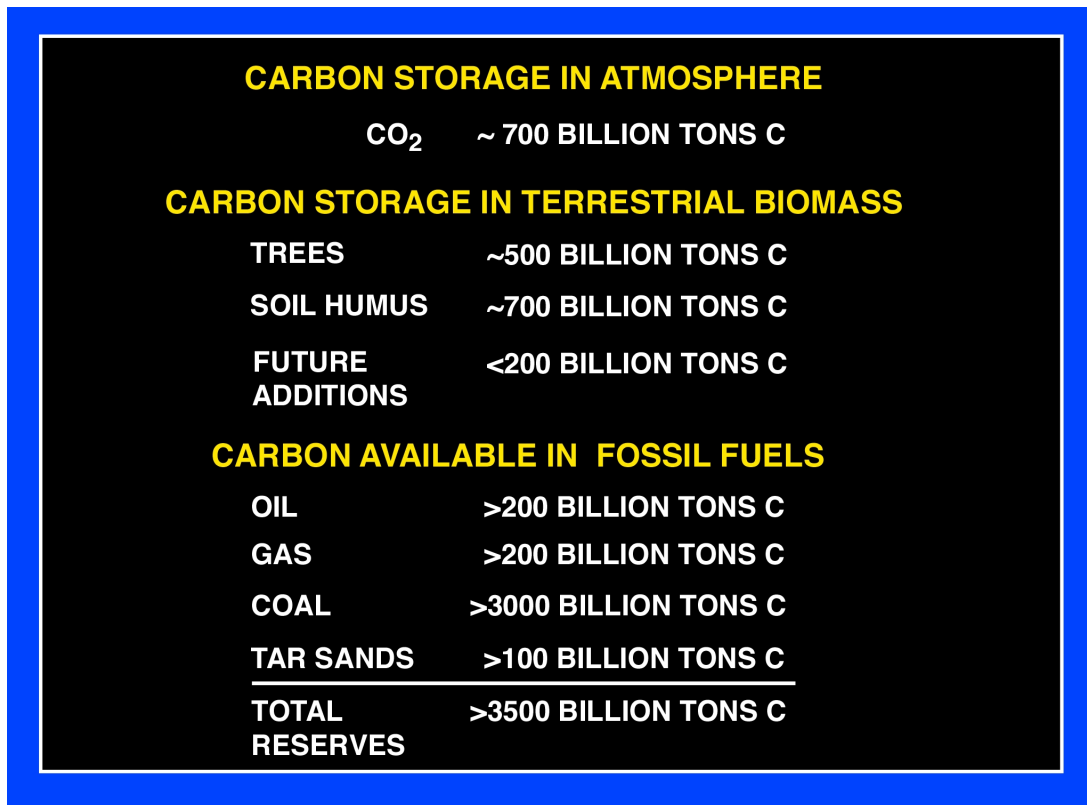 CARBON STORAGE IN ATMOSPHERE
CO₂ ~ 700 BILLION TONS C
CARBON STORAGE IN TERRESTRIAL BIOMASS
TREES ~500 BILLION TONS C
SOIL HUMUS ~700 BILLION TONS C
FUTURE <200 BILLION TONS C
ADDITIONS
CARBON AVAILABLE IN FOSSIL FUELS
OIL >200 BILLION TONS C
GAS >200 BILLION TONS C
COAL >3000 BILLION TONS C
TAR SANDS >100 BILLION TONS C
TOTAL >3500 BILLION TONS C
RESERVES